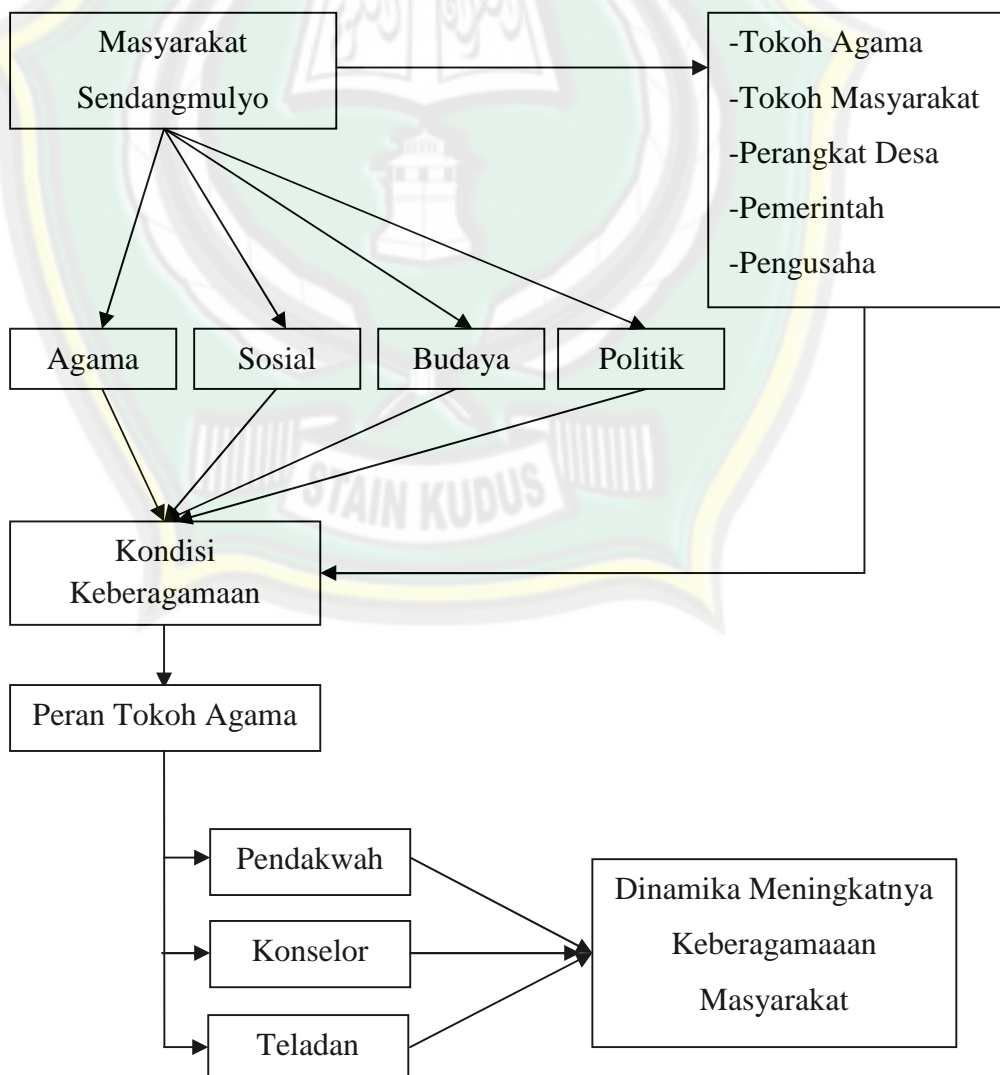 Masyarakat
Sendangmulyo
-Tokoh Agama
-Tokoh Masyarakat
-Perangkat Desa
-Pemerintah
-Pengusaha
Agama
Sosial
Budaya
Politik
STAIN KUDUS
Kondisi
Keberagamaan
Peran Tokoh Agama
Pendakwah
Konselor
Teladan
Dinamika Meningkatnya
Keberagamaaan
Masyarakat